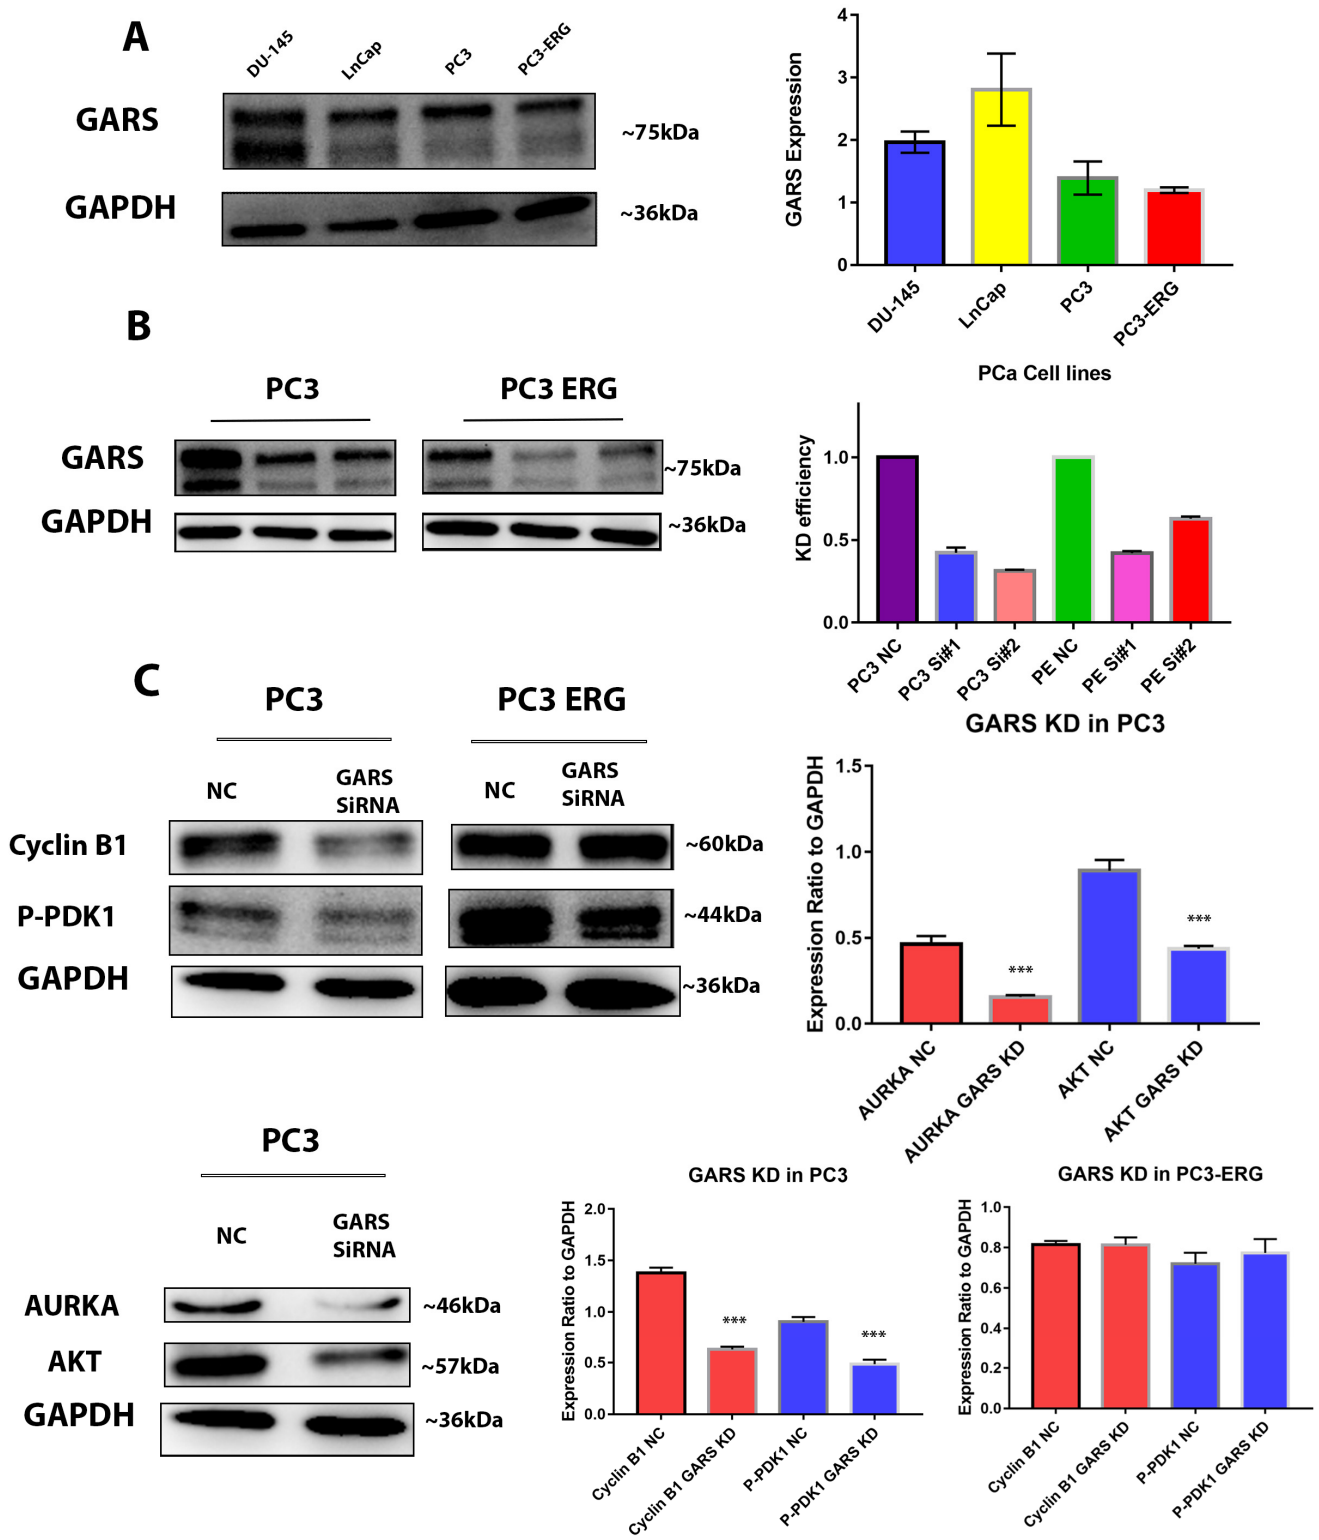 A
DU-145
LnCap
PC3
PC3-ERG
GARS
~75kDa
GAPDH
~36kDa
4
3
2
1
0
GARS Expression
DU-145
LnCap
PC3
PC3-ERG
PCa Cell lines
B
PC3
PC3 ERG
GARS
~75kDa
GAPDH
~36kDa
1.0
0.5
0.0
KD efficiency
PC3 NC
PC3 Si#1
PC3 Si#2
PE NC
PE Si#1
PE Si#2
C
PC3
PC3 ERG
NC
GARS
SiRNA
NC
GARS
SiRNA
Cyclin B1
~60kDa
P-PDK1
~44kDa
GAPDH
~36kDa
GARS KD in PC3
1.5
1.0
0.5
0.0
Expression Ratio to GAPDH
***
***
AURKA NC
AURKA GARS KD
AKT NC
AKT GARS KD
PC3
NC
GARS
SiRNA
AURKA
~46kDa
AKT
~57kDa
GAPDH
~36kDa
GARS KD in PC3
2.0
1.5
1.0
0.5
0.0
Expression Ratio to GAPDH
***
***
Cyclin B1 NC
Cyclin B1 GARS KD
P-PDK1 NC
P-PDK1 GARS KD
GARS KD in PC3-ERG
1.0
0.8
0.6
0.4
0.2
0.0
Expression Ratio to GAPDH
Cyclin B1 NC
Cyclin B1 GARS KD
P-PDK1 NC
P-PDK1 GARS KD